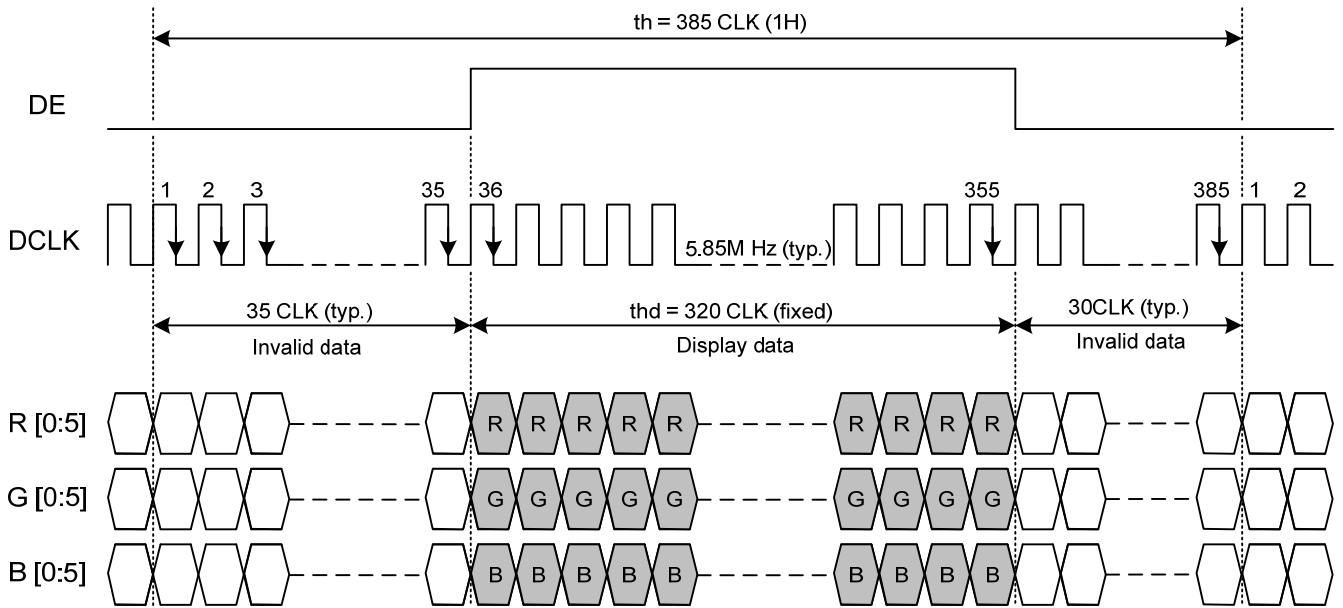 th = 385 CLK (1H)
DE
1 2 3 35 36 355 385 1 2
DCLK
5.85M Hz (typ.)
35 CLK (typ.) thd = 320 CLK (fixed) 30CLK (typ.)
Invalid data Display data Invalid data
R [0:5] R R R R R R R R R
G [0:5] G G G G G G G G G
B [0:5] B B B B B B B B B